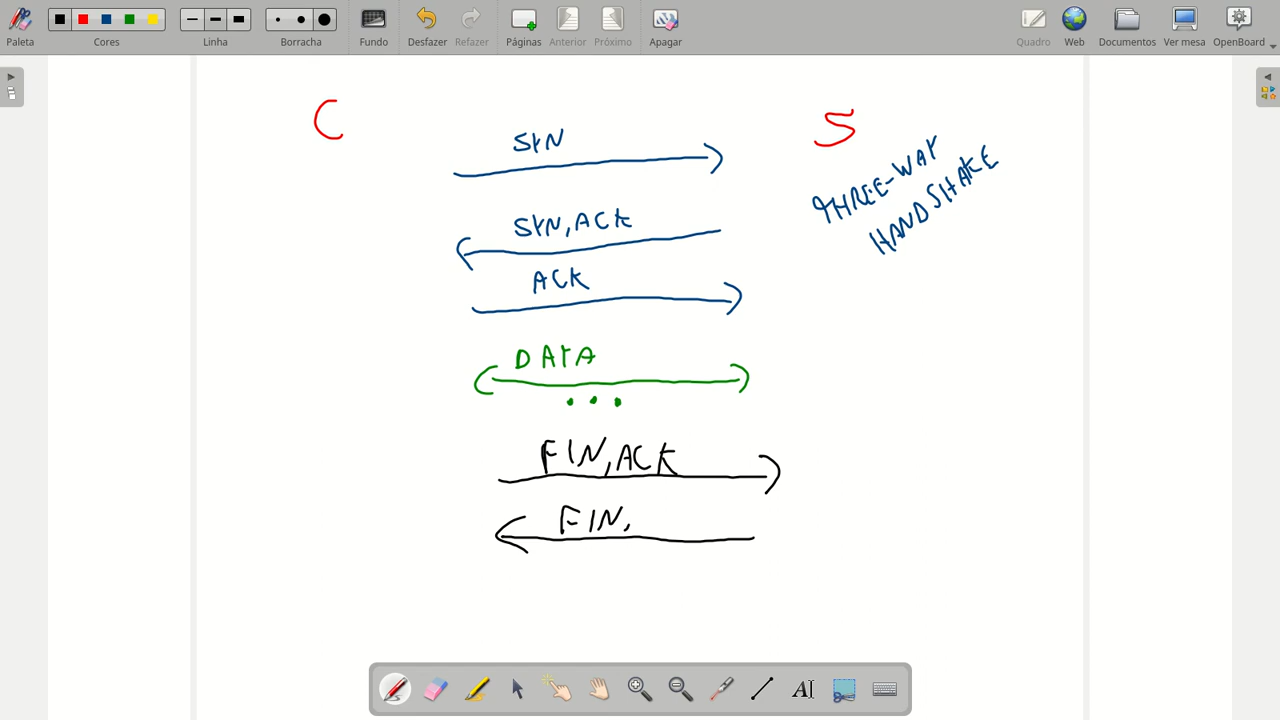 Paleta
Cores
Linha
Borracha
Fundo
Desfazer
Refazer
Páginas
Anterior
Próximo
Apagar
Quadro
Web
Documentos
Ver mesa
OpenBoard
C
S
SYN
THREE-WAY
HANDSHAKE
SYN,ACK
ACK
DATA
...
FIN,ACK
FIN,
AI